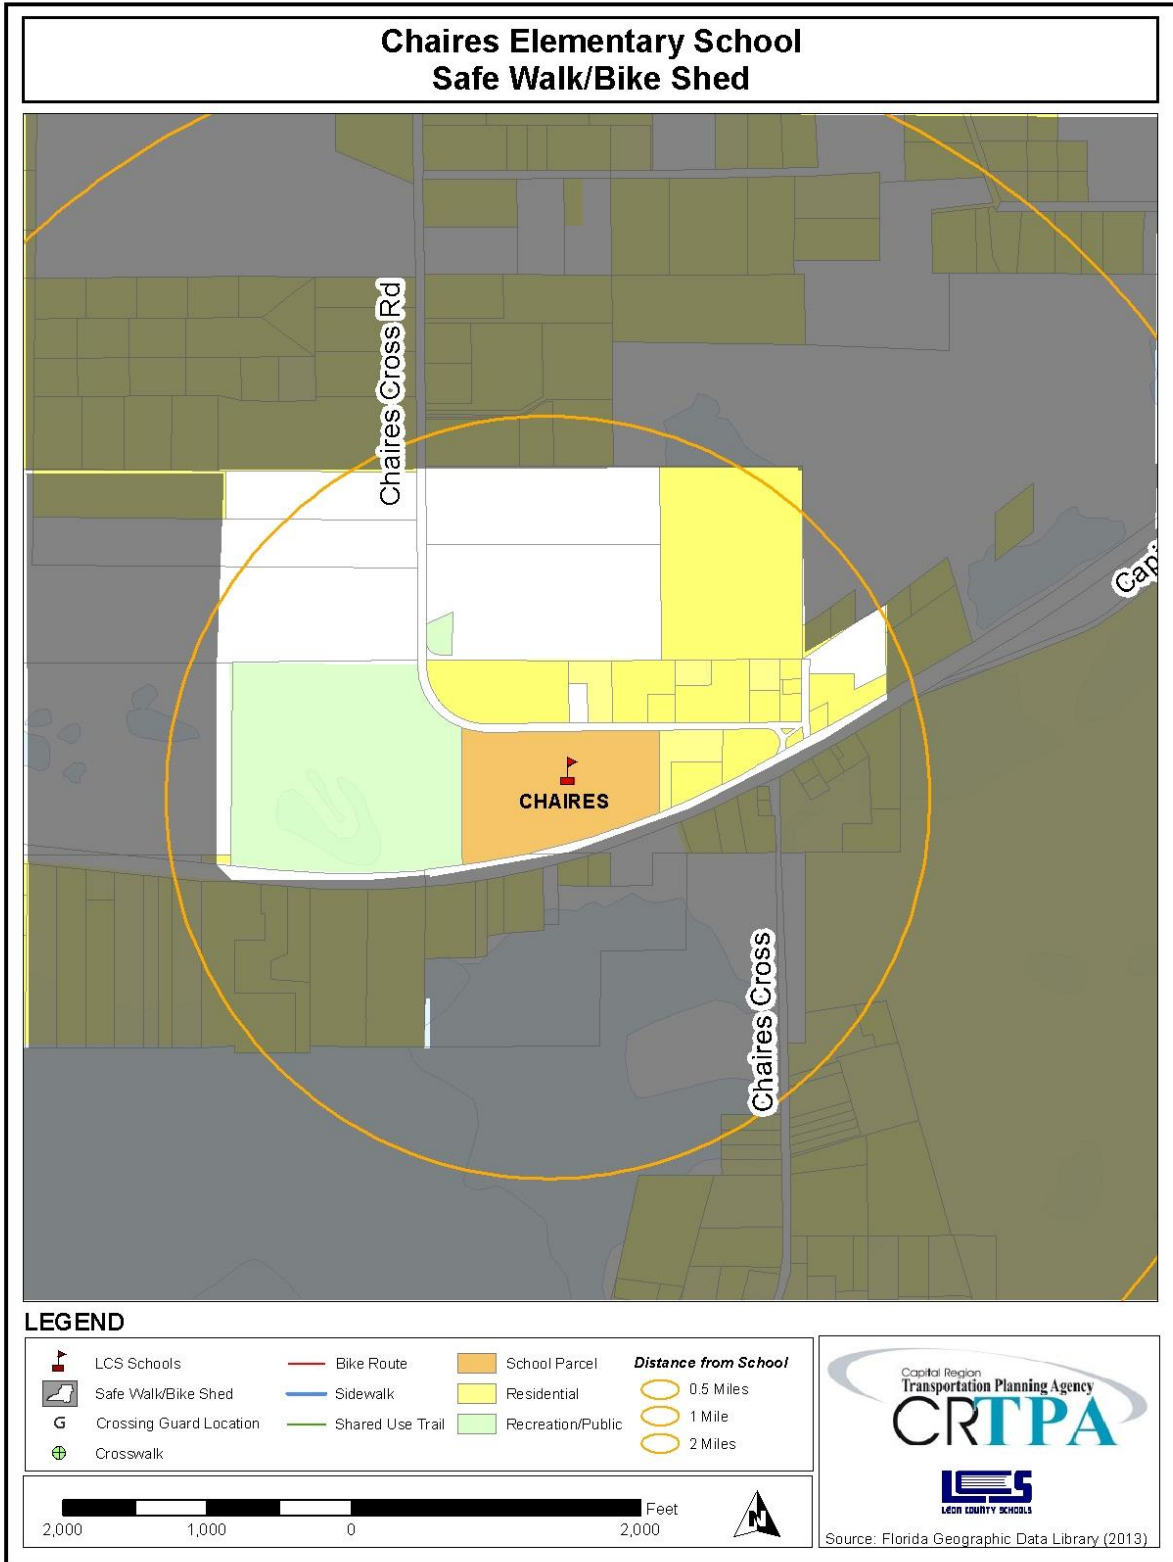 Chaires Elementary School
Safe Walk/Bike Shed
Chaires Cross Rd
Capi
CHAIRES
Chaires Cross
LEGEND
LCS Schools
Safe Walk/Bike Shed
G Crossing Guard Location
Crosswalk
Bike Route
Sidewalk
Shared Use Trail
School Parcel
Residential
Recreation/Public
Distance from School
0.5 Miles
1 Mile
2 Miles
2,000 1,000 0 2,000 Feet
N
Capital Region
Transportation Planning Agency
CRTPA
LCS
LEON COUNTY SCHOOLS
Source: Florida Geographic Data Library (2013)